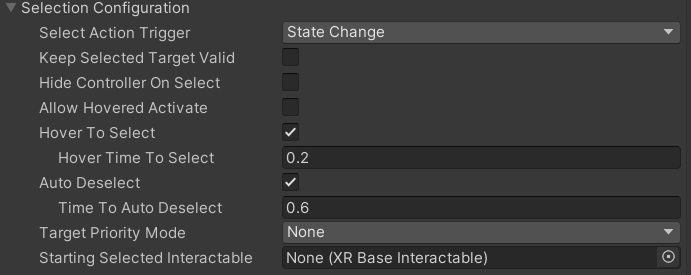 Selection Configuration
Select Action Trigger State Change
Keep Selected Target Valid
Hide Controller On Select
Allow Hovered Activate
Hover To Select
Hover Time To Select 0.2
Auto Deselect
Time To Auto Deselect 0.6
Target Priority Mode None
Starting Selected Interactable None (XR Base Interactable)